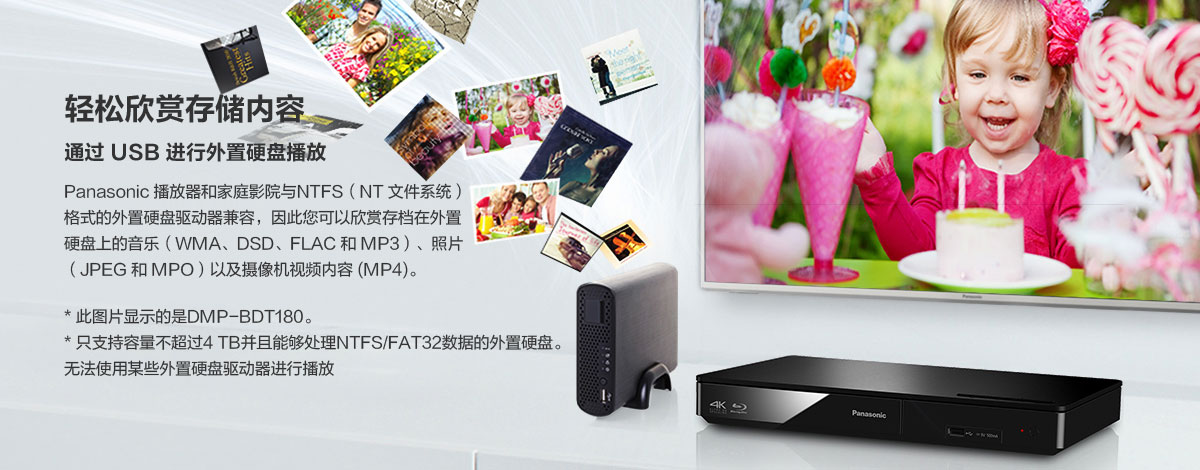 轻松欣赏存储内容
通过 USB 进行外置硬盘播放
Panasonic 播放器和家庭影院与NTFS（NT 文件系统）
格式的外置硬盘驱动器兼容，因此您可以欣赏存档在外置
硬盘上的音乐（WMA、DSD、FLAC 和 MP3）、照片
（JPEG 和 MPO）以及摄像机视频内容 (MP4)。
* 此图片显示的是DMP-BDT180。
* 只支持容量不超过4 TB并且能够处理NTFS/FAT32数据的外置硬盘。
无法使用某些外置硬盘驱动器进行播放
Greatest
Hits
Panasonic
4K
Panasonic